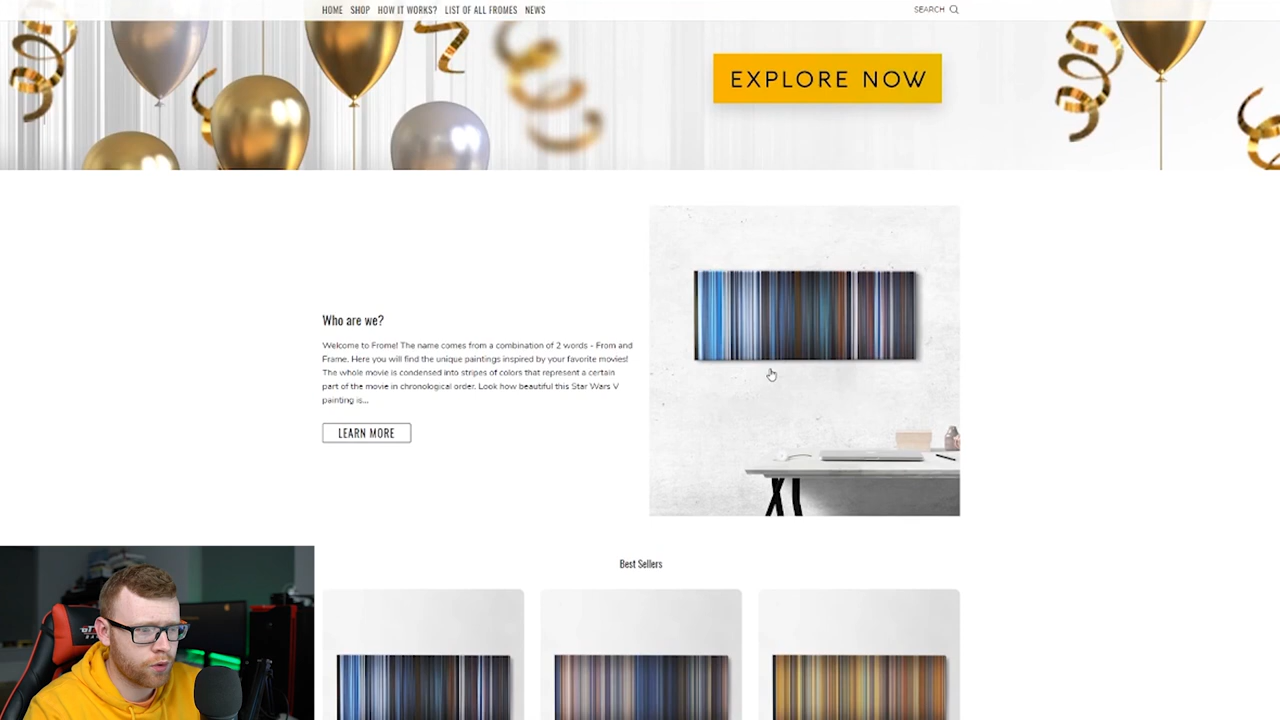 HOME SHOP HOW IT WORKS? LIST OF ALL FROMES NEWS SEARCH
EXPLORE NOW
Who are we?
Welcome to Frome! The name comes from a combination of 2 words - From and
Frame. Here you will find the unique paintings inspired by your favorite movies!
The whole movie is condensed into stripes of colors that represent a certain
part of the movie in chronological order. Look how beautiful this Star Wars V
painting is...
LEARN MORE
Best Sellers